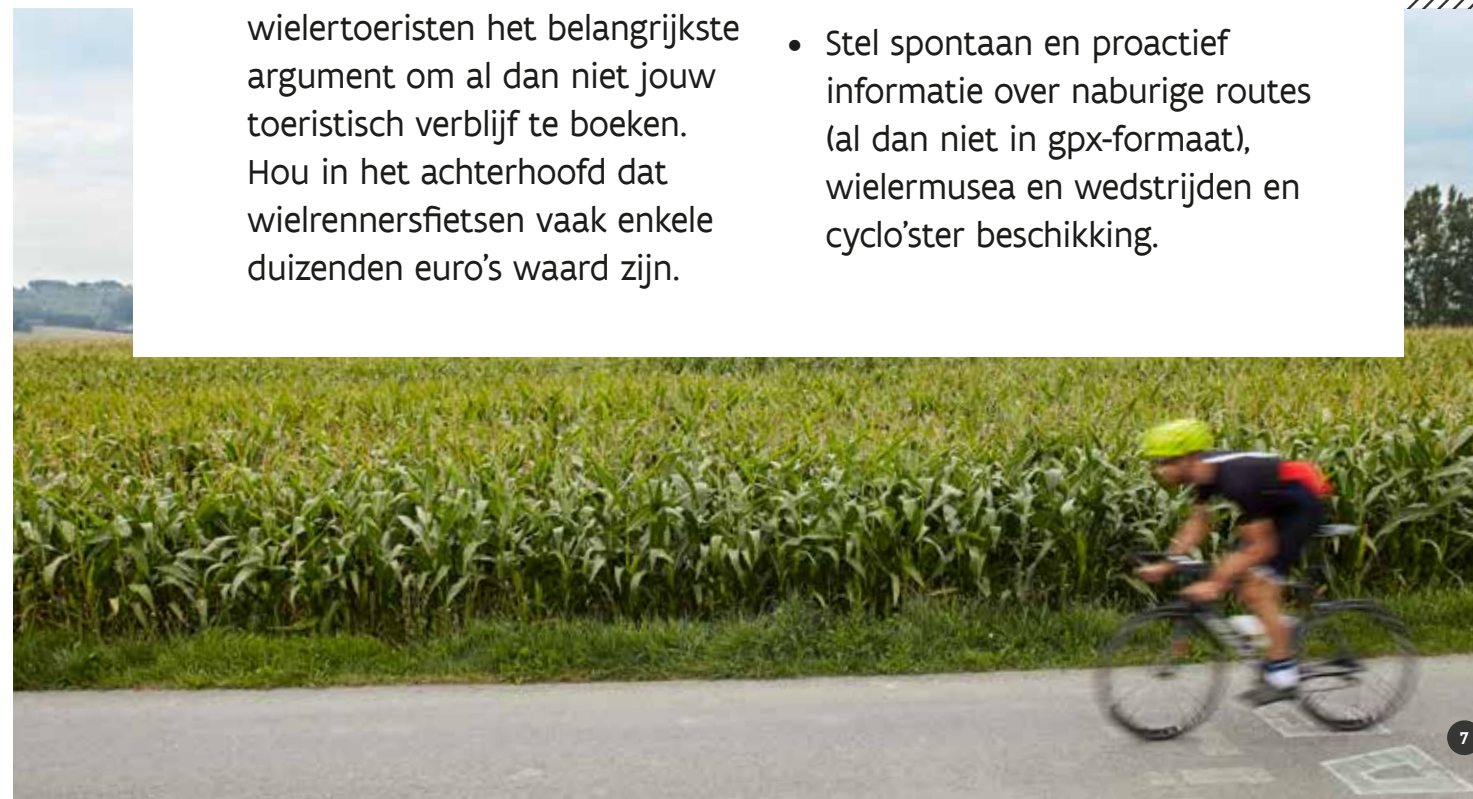 wielertoeristen het belangrijkste
argument om al dan niet jouw
toeristisch verblijf te boeken.
Hou in het achterhoofd dat
wielrennersfietsen vaak enkele
duizenden euro's waard zijn.
• Stel spontaan en proactief
informatie over naburige routes
(al dan niet in gpx-formaat),
wielermusea en wedstrijden en
cyclo'ster beschikking.
7